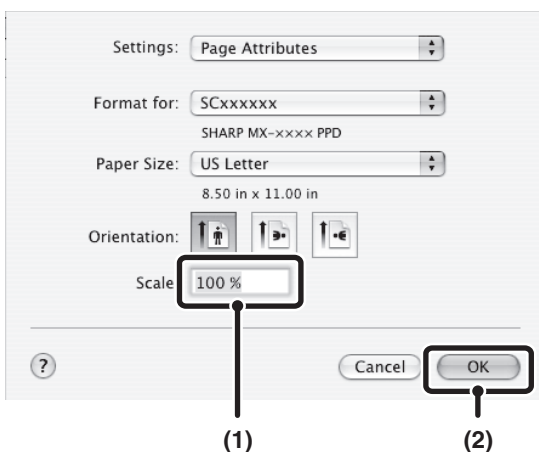 Settings: Page Attributes
Format for: SCxxxxxx
SHARP MX-×××× PPD
Paper Size: US Letter
8.50 in x 11.00 in
Orientation:
Scale 100 %
? Cancel OK
(1) (2)